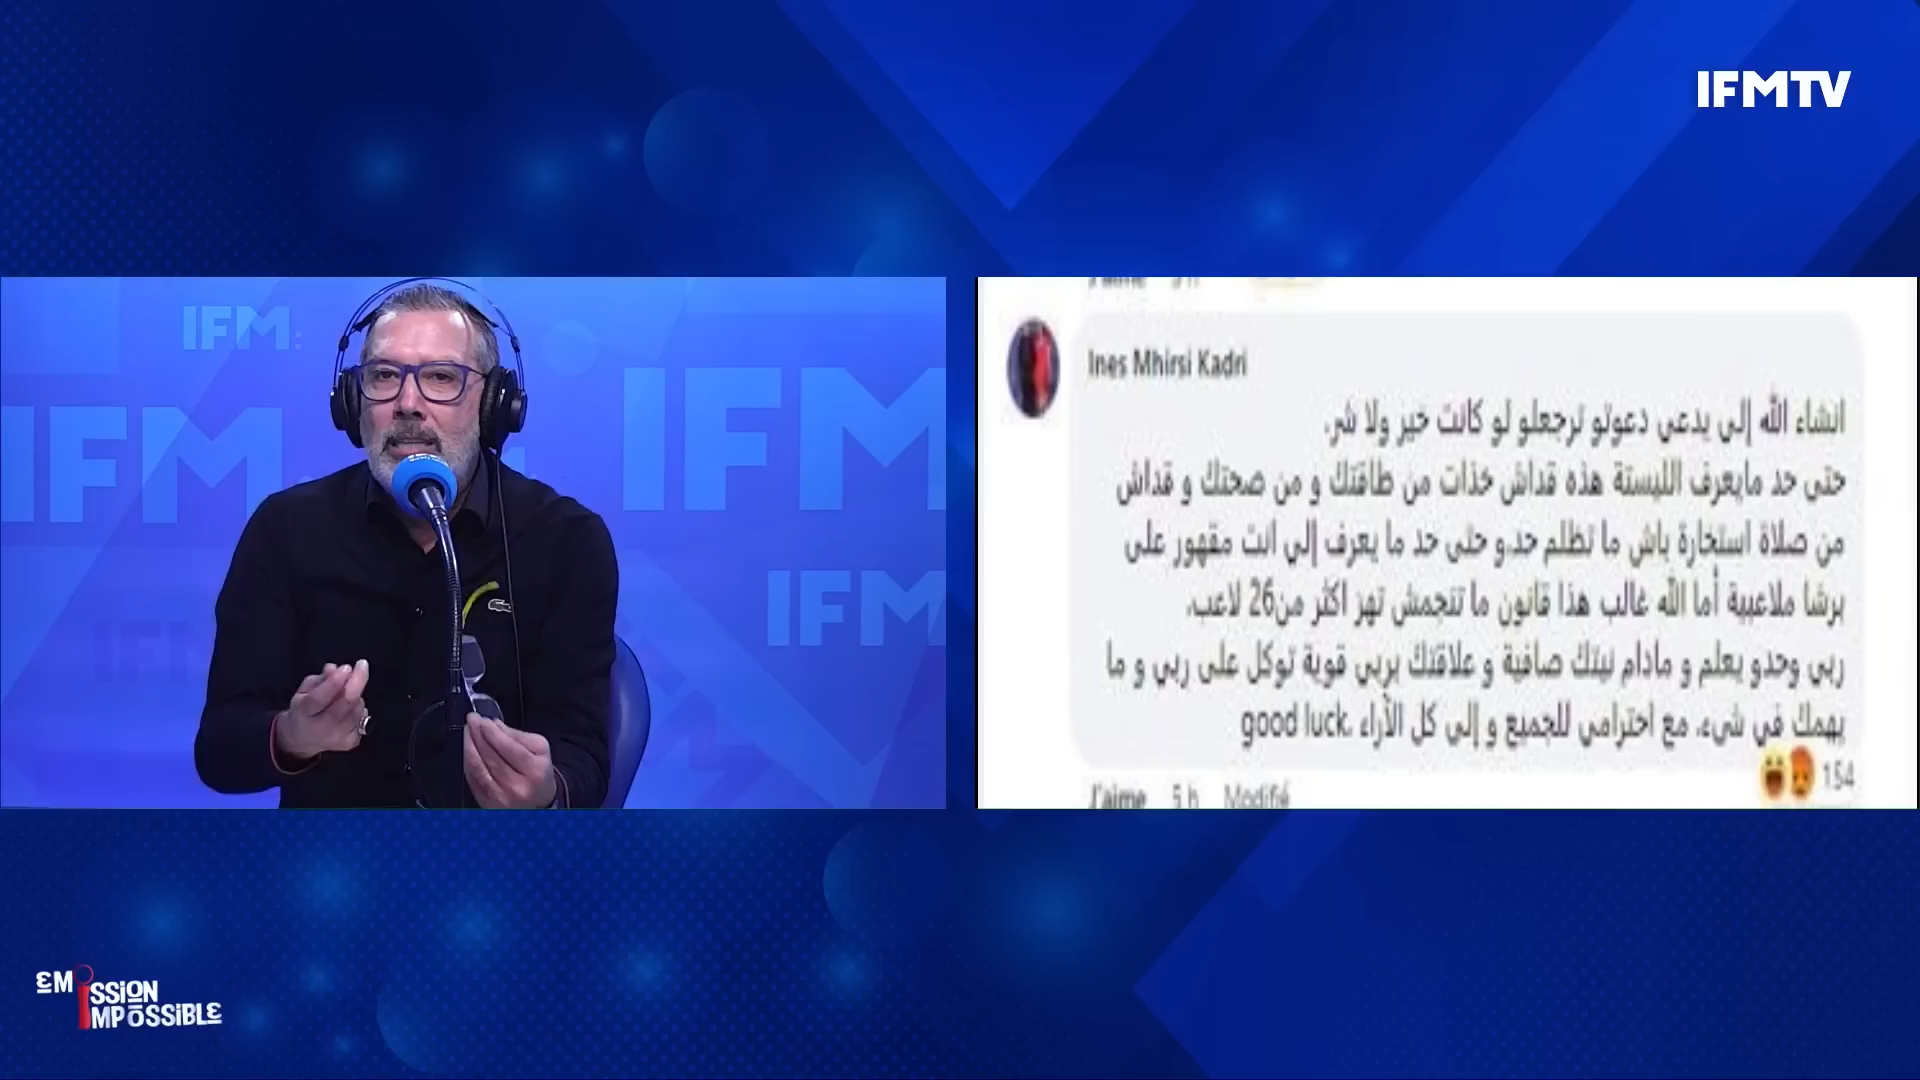 IFMTV
IFM:
IFM
IFM
IFM
IFM
Ines Mhirsi Kadri
انشاء الله إلي يدعي دعوتو ترجعلو لو كانت خير ولا شر.
حتى حد مايعرف الليستة هذه قداش خذات من طاقتك و من صحتك و قداش
من صلاة استخارة باش ما تظلم حد.و حتى حد ما يعرف إلي انت مقهور على
برشا ملاعبية أما الله غالب هذا قانون ما تنجمش تهز اكثر من26 لاعب.
ربي وحدو يعلم و مادام نيتك صافية و علاقتك بربي قوية توكل على ربي و ما
يهمك في شيء. مع احترامي للجميع و إلى كل الأراء. good luck
154
J'aime 5 h Modifié
EMISSION
IMPOSSIBLE